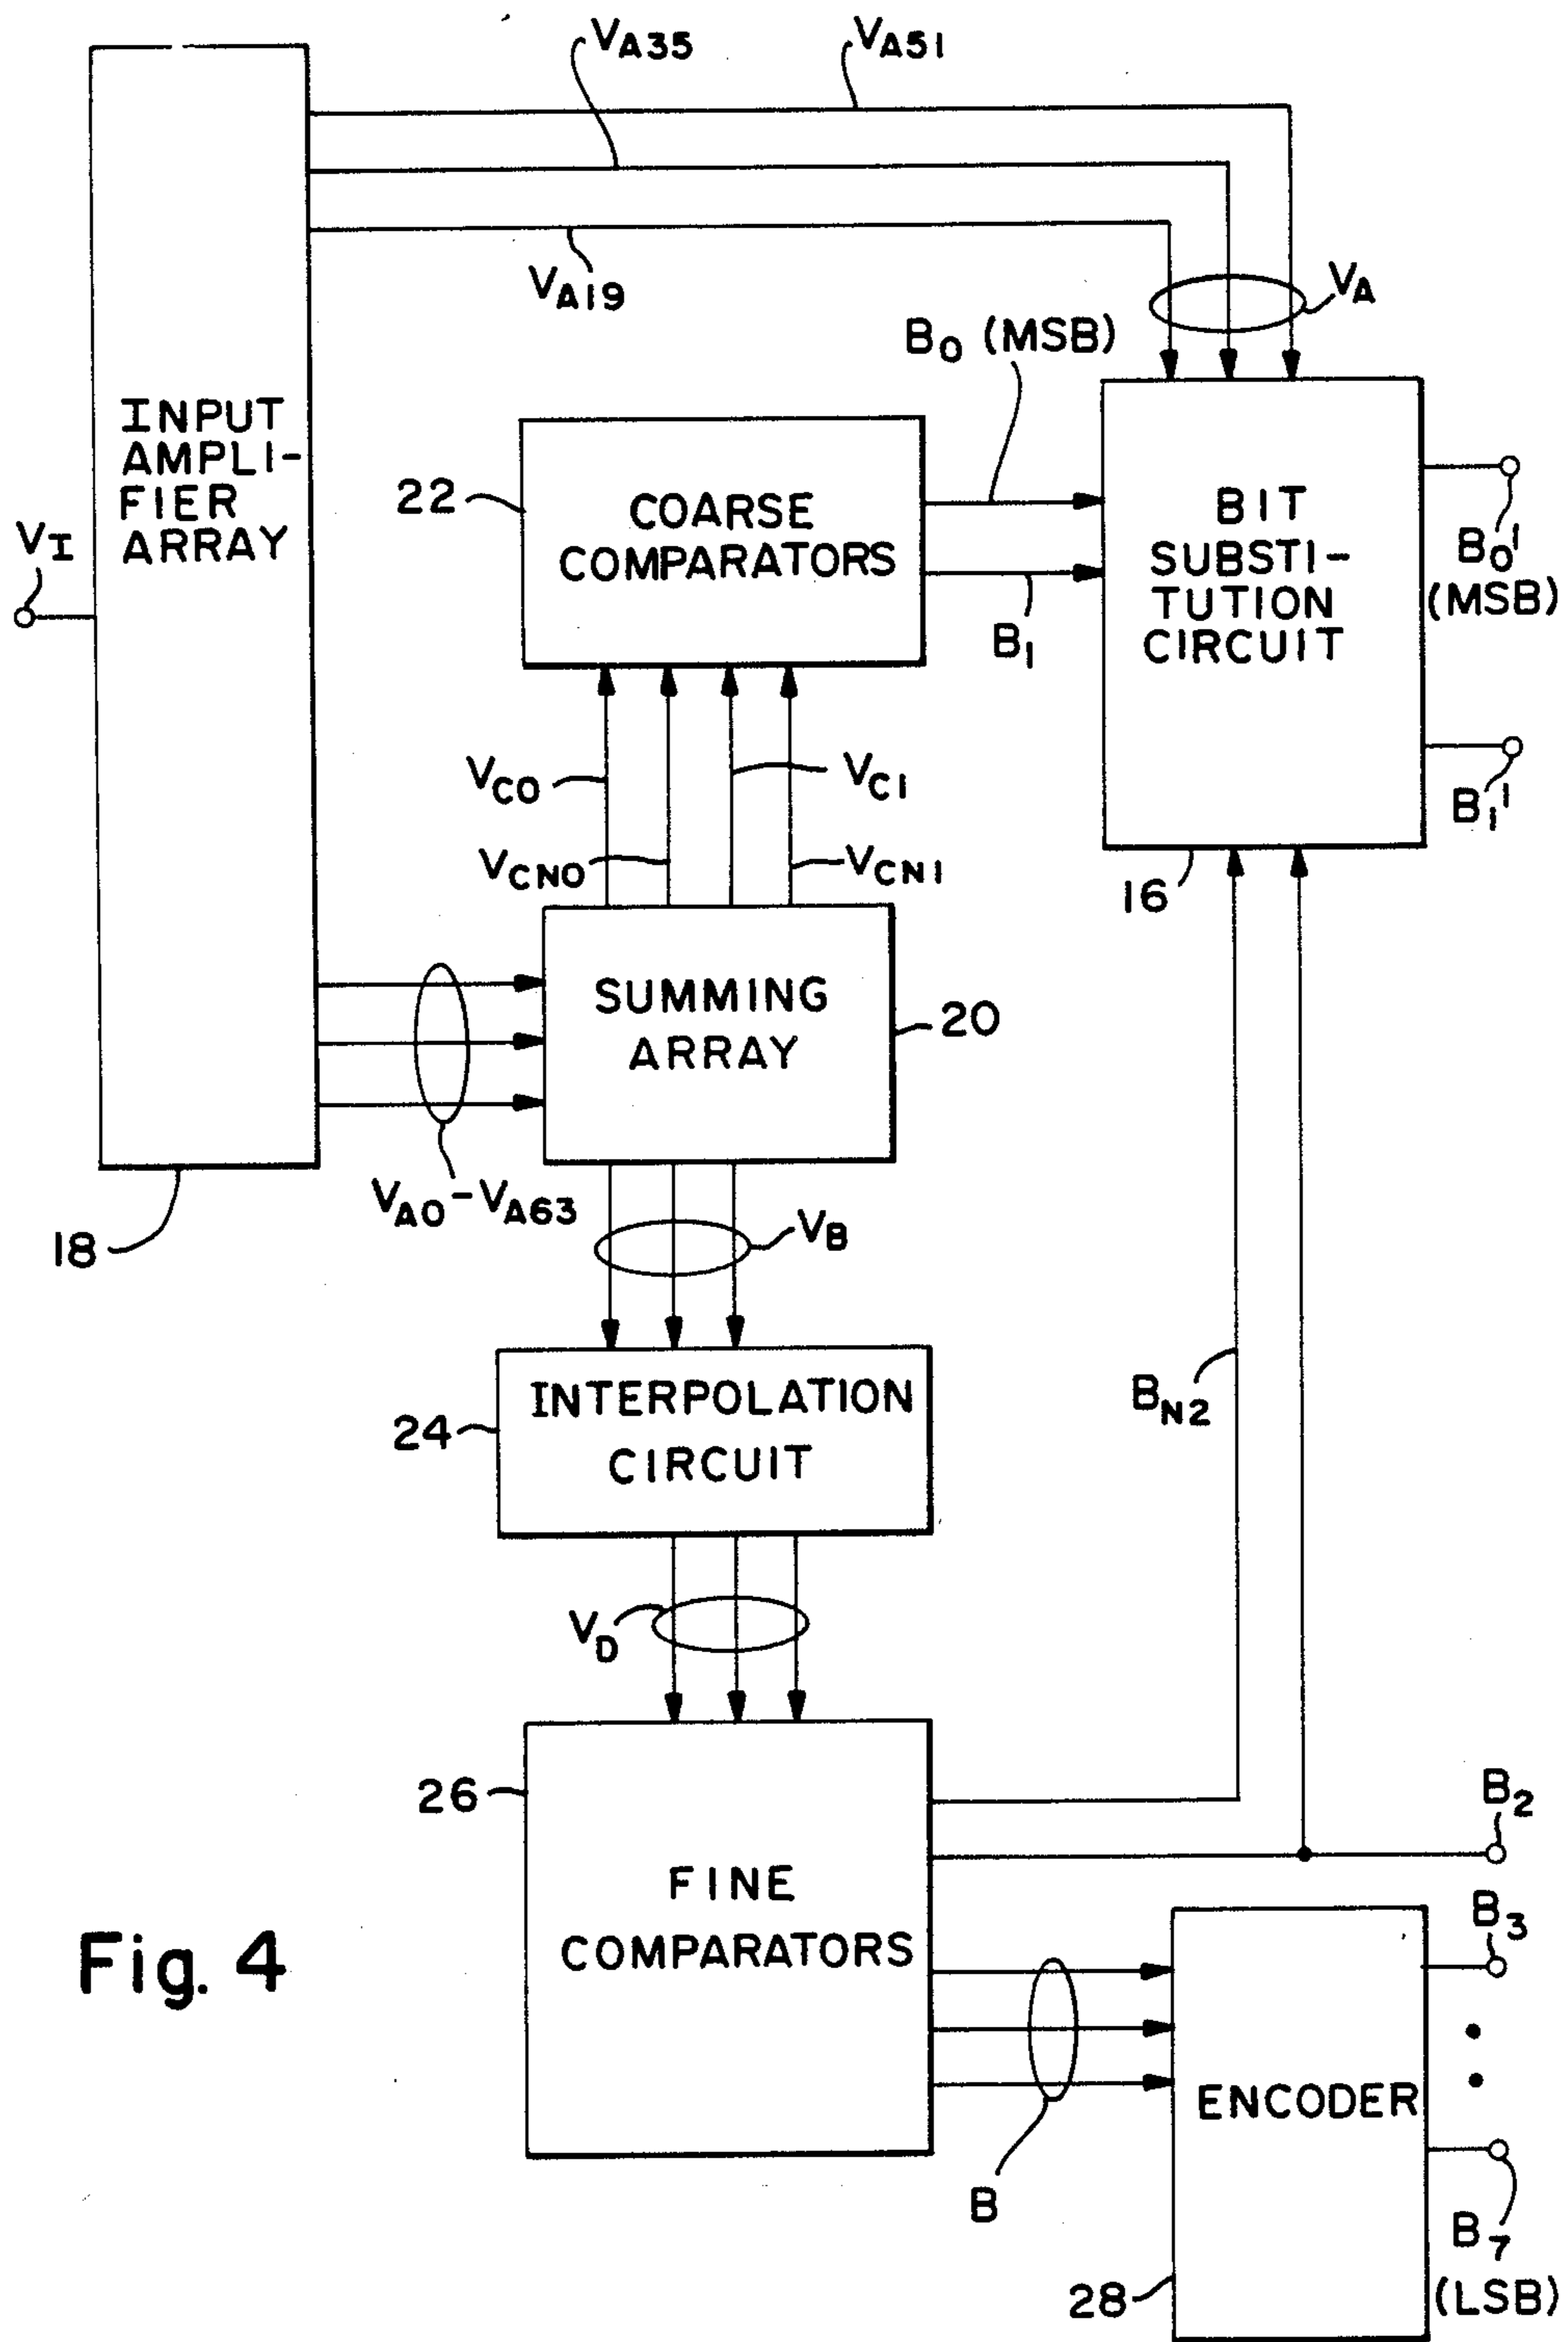 VA35
VA51
VA19
VA
INPUT
AMPLI-
FIER
ARRAY
VI
B0 (MSB)
22
COARSE
COMPARATORS
B1
BIT
SUBSTI-
TUTION
CIRCUIT
B0'
(MSB)
B1'
16
VC0
VC1
VCN0
VCN1
SUMMING
ARRAY
20
VA0-VA63
18
VB
24
INTERPOLATION
CIRCUIT
BN2
VD
26
FINE
COMPARATORS
B2
B3
Fig. 4
ENCODER
B
B7
(LSB)
28